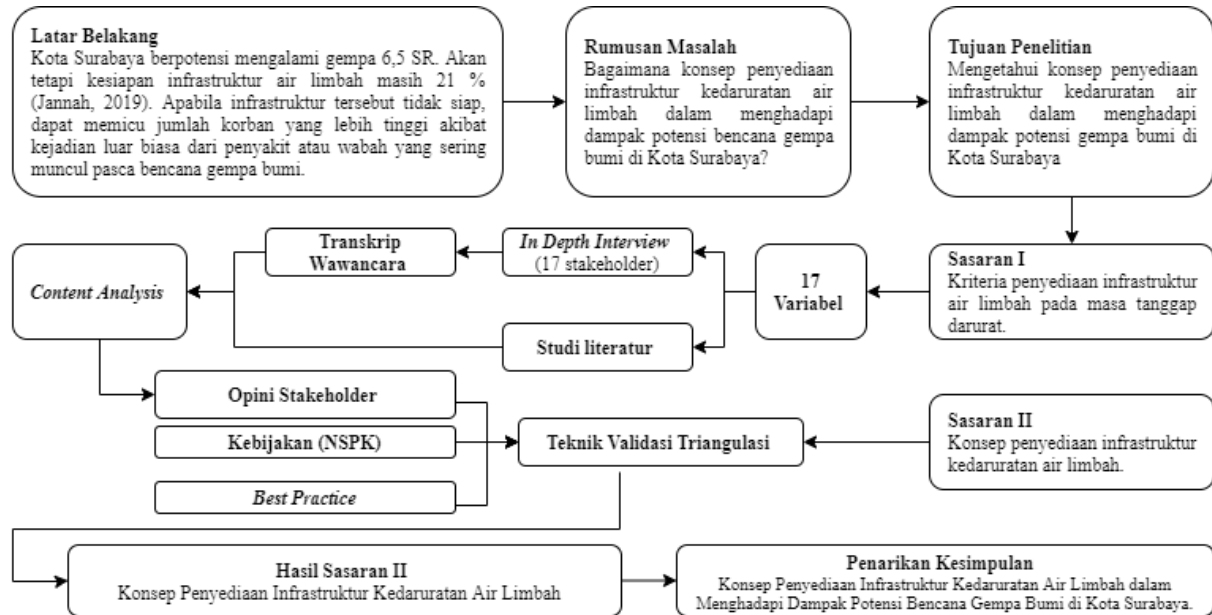 Latar Belakang
Kota Surabaya berpotensi mengalami gempa 6,5 SR. Akan
tetapi kesiapan infrastruktur air limbah masih 21 %
(Jannah, 2019). Apabila infrastruktur tersebut tidak siap,
dapat memicu jumlah korban yang lebih tinggi akibat
kejadian luar biasa dari penyakit atau wabah yang sering
muncul pasca bencana gempa bumi.
Rumusan Masalah
Bagaimana konsep penyediaan
infrastruktur kedaruratan air
limbah dalam menghadapi
dampak potensi bencana gempa
bumi di Kota Surabaya?
Tujuan Penelitian
Mengetahui konsep penyediaan
infrastruktur kedaruratan air
limbah dalam menghadapi
dampak potensi gempa bumi di
Kota Surabaya
Sasaran I
Kriteria penyediaan infrastruktur
air limbah pada masa tanggap
darurat.
17
Variabel
In Depth Interview
(17 stakeholder)
Transkrip
Wawancara
Studi literatur
Content Analysis
Opini Stakeholder
Kebijakan (NSPK)
Best Practice
Teknik Validasi Triangulasi
Sasaran II
Konsep penyediaan infrastruktur
kedaruratan air limbah.
Hasil Sasaran II
Konsep Penyediaan Infrastruktur Kedaruratan Air Limbah
Penarikan Kesimpulan
Konsep Penyediaan Infrastruktur Kedaruratan Air Limbah dalam
Menghadapi Dampak Potensi Bencana Gempa Bumi di Kota Surabaya.